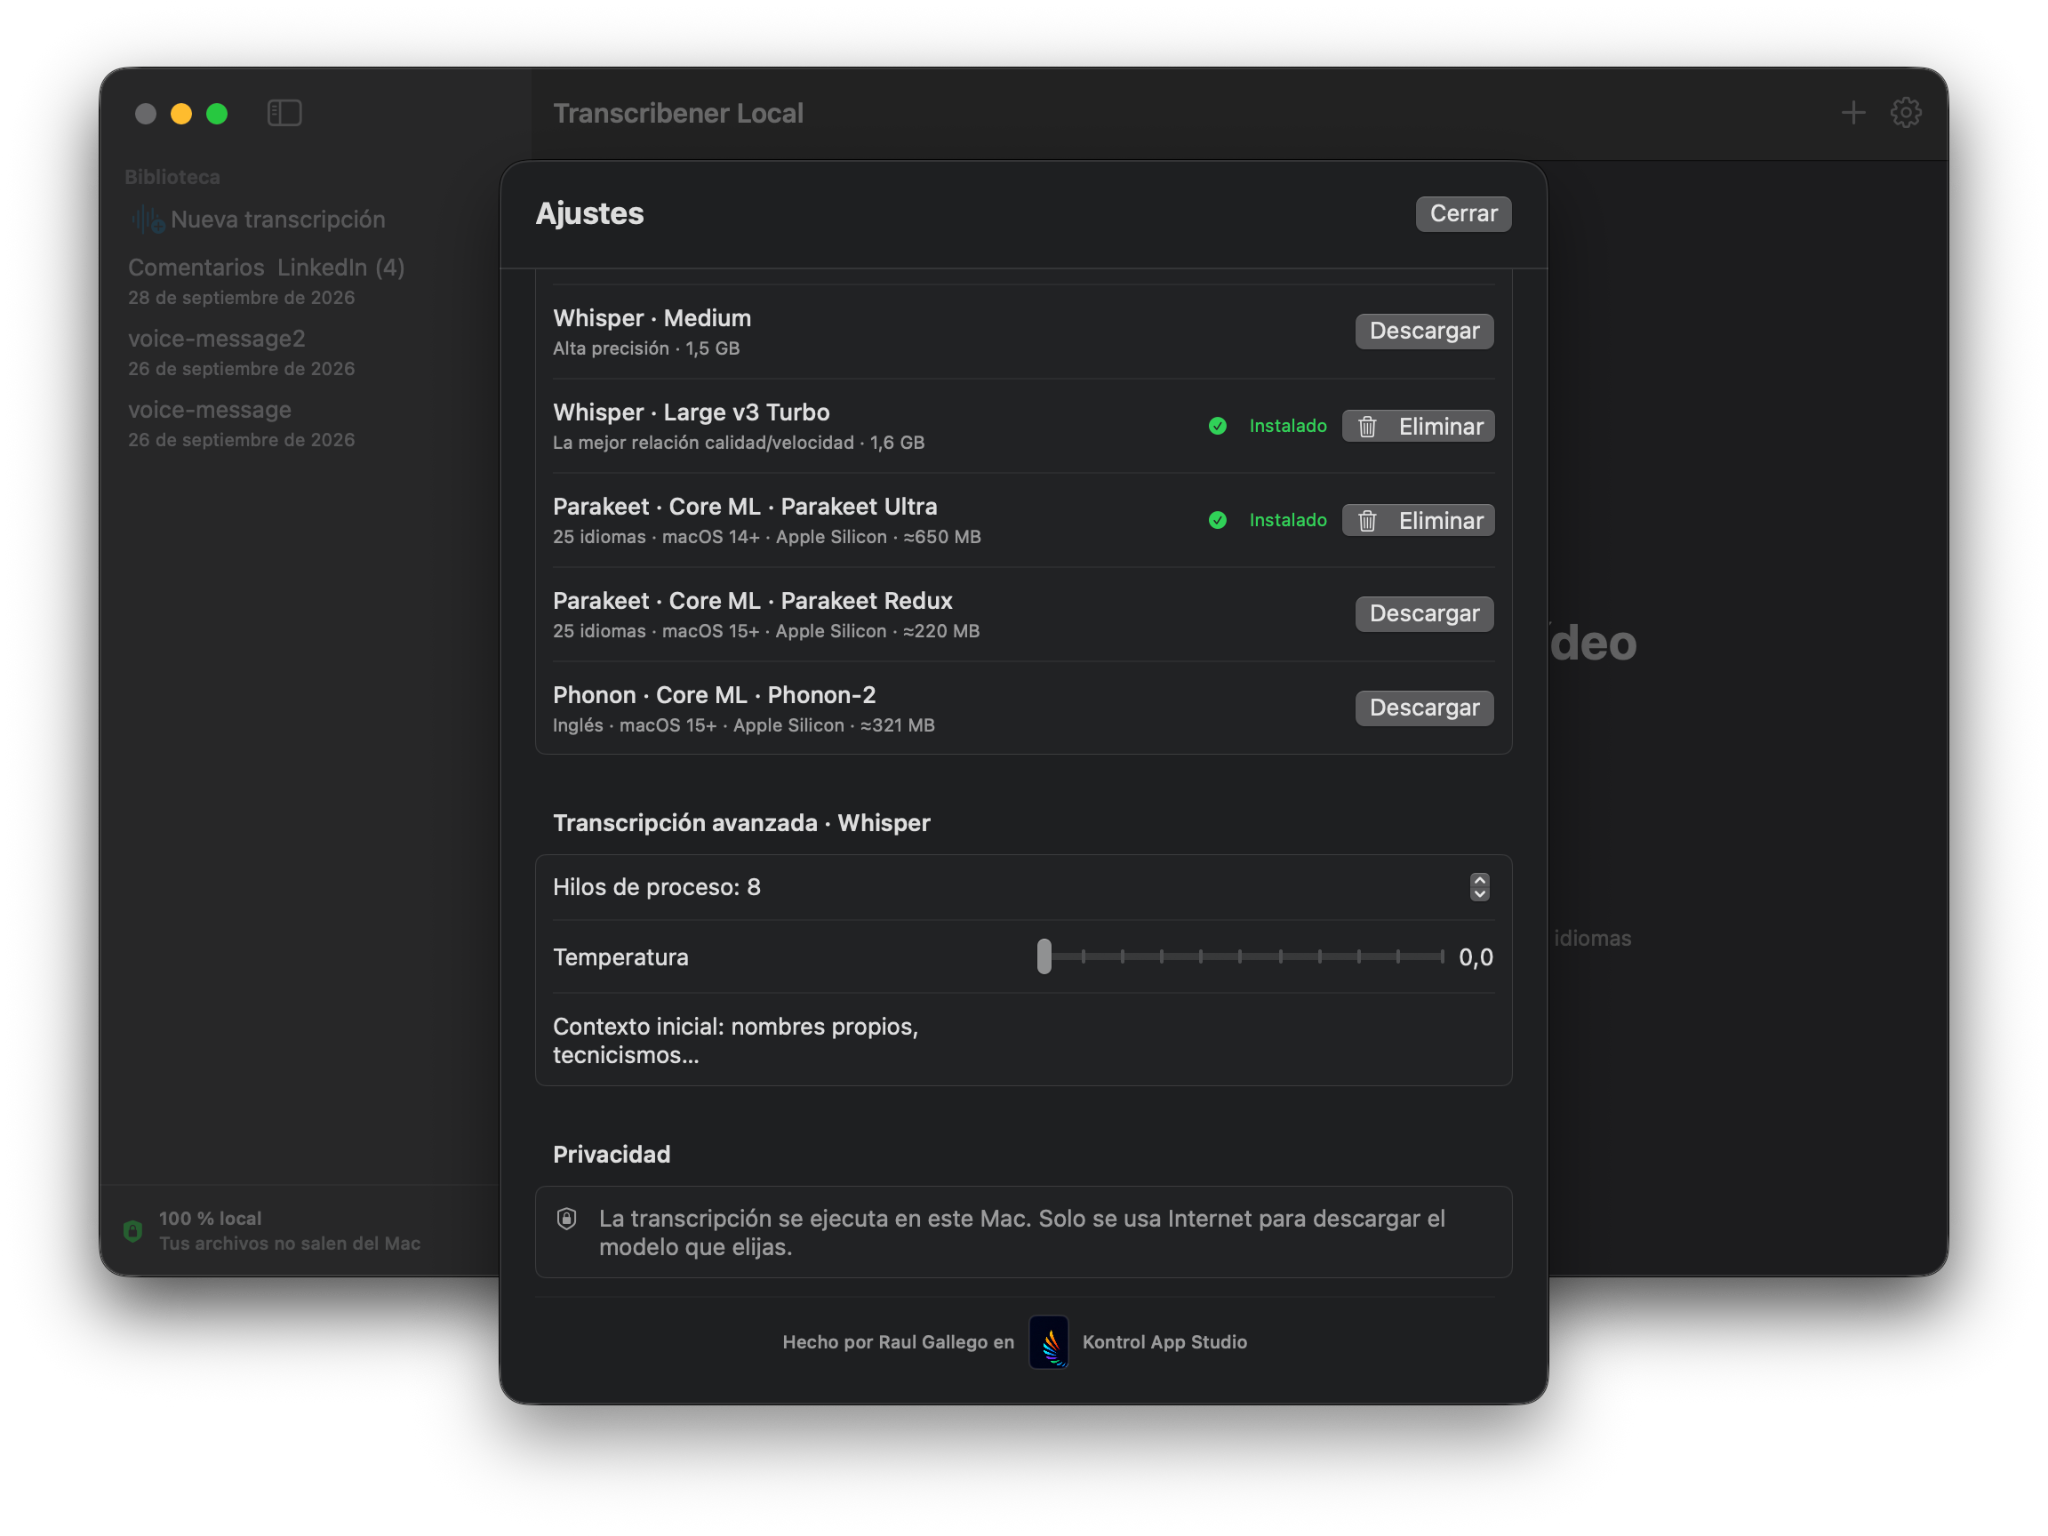 Transcribener Local
Biblioteca
Nueva transcripción
Comentarios LinkedIn (4)
28 de septiembre de 2026
voice-message2
26 de septiembre de 2026
voice-message
26 de septiembre de 2026
100 % local
Tus archivos no salen del Mac
Ajustes
Cerrar
Whisper · Medium
Alta precisión · 1,5 GB
Descargar
Whisper · Large v3 Turbo
La mejor relación calidad/velocidad · 1,6 GB
Instalado
Eliminar
Parakeet · Core ML · Parakeet Ultra
25 idiomas · macOS 14+ · Apple Silicon · ≈650 MB
Instalado
Eliminar
Parakeet · Core ML · Parakeet Redux
25 idiomas · macOS 15+ · Apple Silicon · ≈220 MB
Descargar
Phonon · Core ML · Phonon-2
Inglés · macOS 15+ · Apple Silicon · ≈321 MB
Descargar
Transcripción avanzada · Whisper
Hilos de proceso: 8
Temperatura
0,0
Contexto inicial: nombres propios,
tecnicismos...
Privacidad
La transcripción se ejecuta en este Mac. Solo se usa Internet para descargar el
modelo que elijas.
Hecho por Raul Gallego en
Kontrol App Studio
idiomas